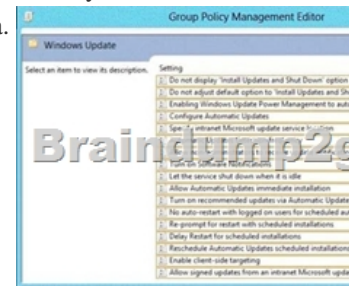 a.
Group Policy Management Editor
Windows Update
Select an item to view its description.
Setting
Do not display 'Install Updates and Shut Down' option
Do not adjust default option to 'Install Updates and Sh
Enabling Windows Update Power Management to auto
Configure Automatic Updates
intranet Microsoft update service
Braindump2g
Turn on Software Notifications
Let the service shut down when it is idle
Allow Automatic Updates immediate installation
Turn on recommended updates via Automatic Update
No auto-restart with logged on users for scheduled aut
Re-prompt for restart with scheduled installations
Delay Restart for scheduled installations
Reschedule Automatic Updates scheduled installations
Enable client-side targeting
Allow signed updates from an intranet Microsoft upda